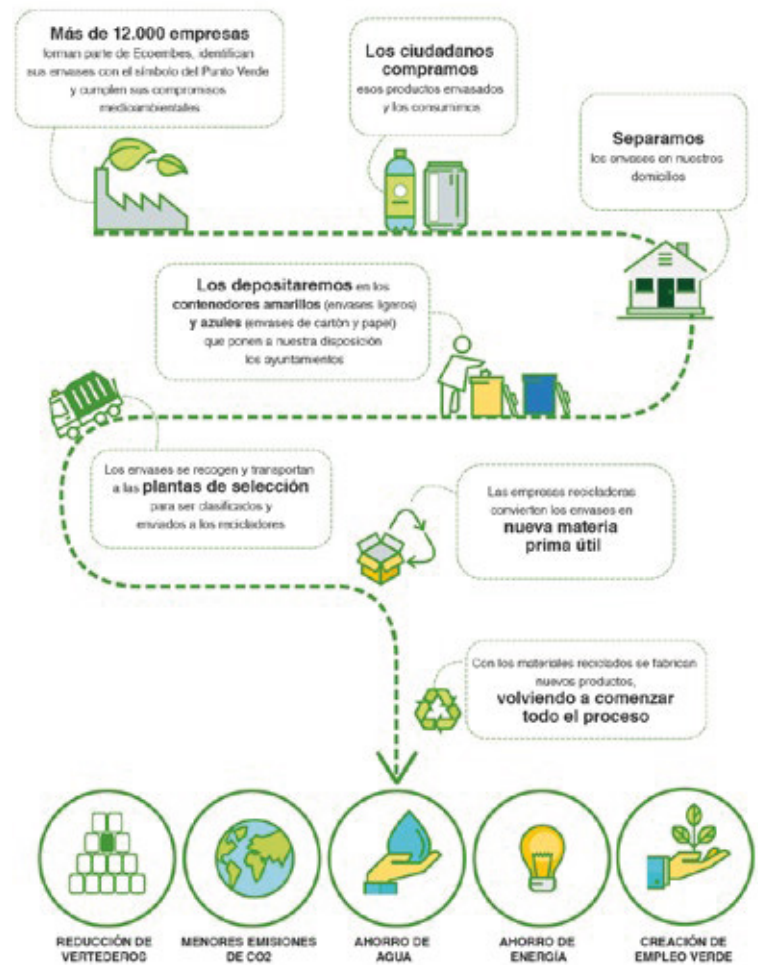 Más de 12.000 empresas
forman parte de Ecoembes, identifican
sus envases con el símbolo del Punto Verde
y cumplen sus compromisos
medioambientales
Los ciudadanos
compramos
esos productos envasados
y los consumimos
Separamos
los envases en nuestros
domicilios
Los depositaremos en los
contenedores amarillos (envases ligeros)
y azules (envases de cartón y papel)
que ponen a nuestra disposición
los ayuntamientos
Los envases se recogen y transportan
a las plantas de selección
para ser clasificados y
enviados a los recicladores
Las empresas recicladoras
convierten los envases en
nueva materia
prima útil
Con los materiales reciclados se fabrican
nuevos productos,
volviendo a comenzar
todo el proceso
REDUCCIÓN DE
VERTEDEROS
MENORES EMISIONES
DE CO2
AHORRO DE
AGUA
AHORRO DE
ENERGÍA
CREACIÓN DE
EMPLEO VERDE